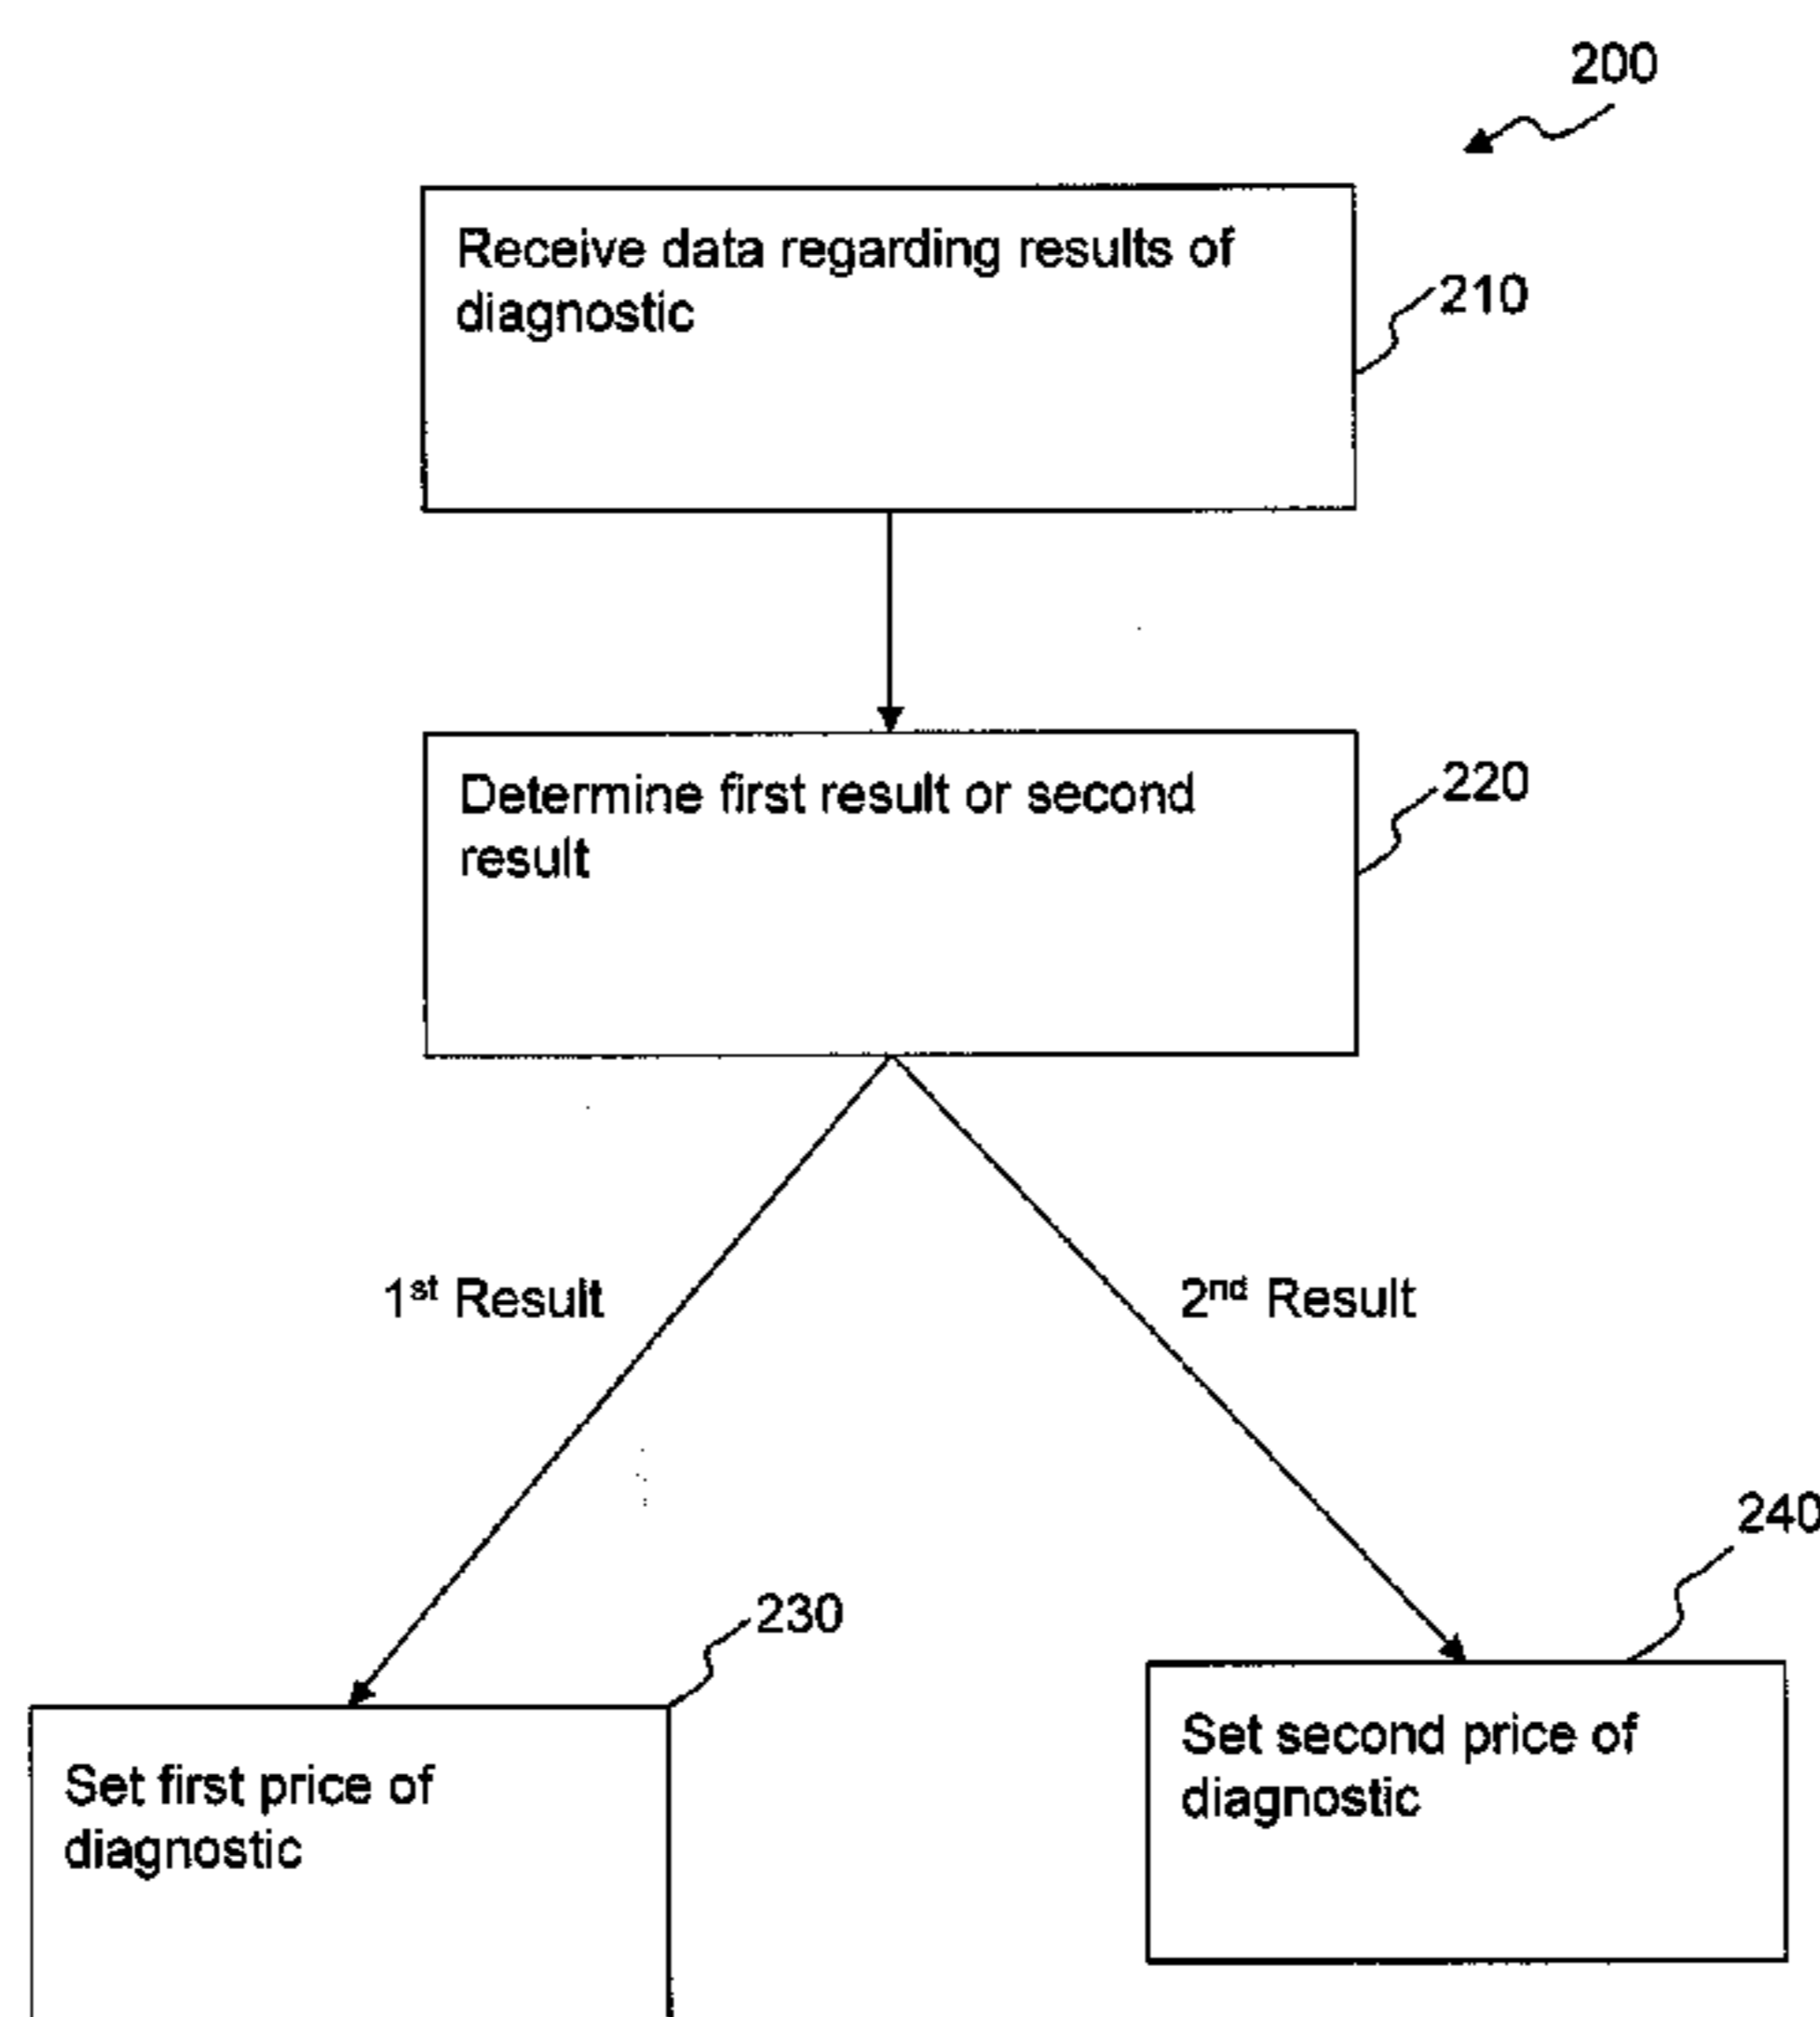 200
Receive data regarding results of
diagnostic
210
Determine first result or second
result
220
1st Result
2nd Result
240
230
Set second price of
diagnostic
Set first price of
diagnostic